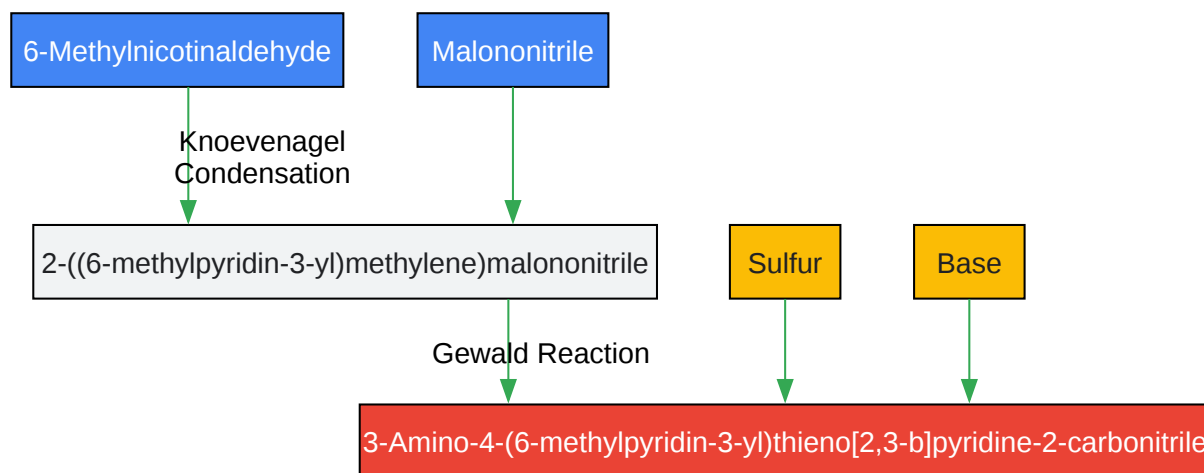 6-Methylnicotinaldehyde
Malononitrile
Knoevenagel
Condensation
2-((6-methylpyridin-3-yl)methylene)malononitrile
Sulfur
Base
Gewald Reaction
3-Amino-4-(6-methylpyridin-3-yl)thieno[2,3-b]pyridine-2-carbonitrile